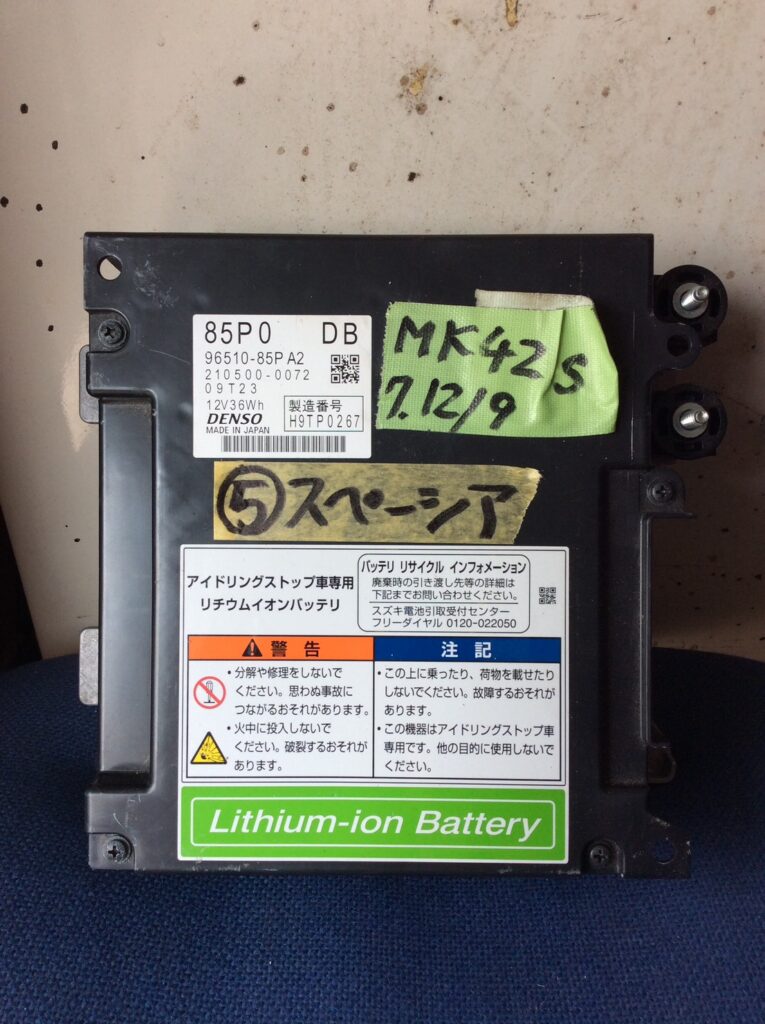 85P0 DB
96510-85PA2
210500-0072
09T23
12V36Wh
DENSO
MADE IN JAPAN
製造番号
H9TP0267
MK42S
7.12/9
⑤スペーシア
アイドリングストップ車専用
リチウムイオンバッテリ
バッテリ リサイクル インフォメーション
廃棄時の引き渡し先等の詳細は
下記までお問い合わせください。
スズキ電池引取受付センター
フリーダイヤル 0120-022050
警告
・分解や修理をしないで
ください。思わぬ事故に
つながるおそれがあります。
・火中に投入しないで
ください。破裂するおそれが
あります。
注記
・この上に乗ったり、荷物を載せたり
しないでください。故障するおそれが
あります。
・この機器はアイドリングストップ車
専用です。他の目的に使用しないで
ください。
Lithium-ion Battery